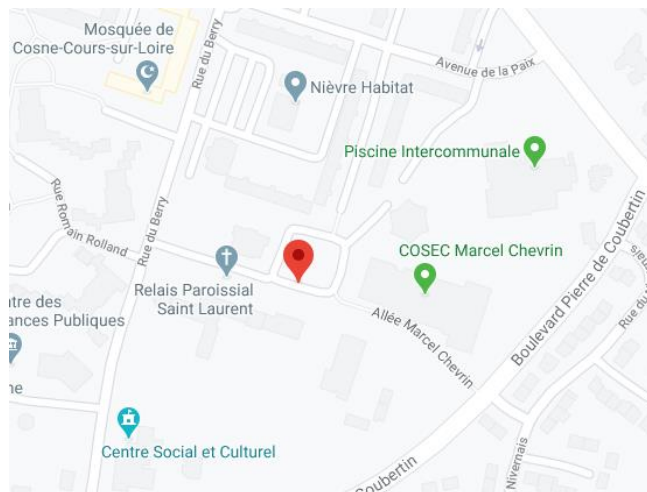 Mosquée de
Cosne-Cours-sur-Loire
Rue du Berry
Avenue de la Paix
Nièvre Habitat
Piscine Intercommunale
Rue Romain Rolland
Rue du Berry
COSEC Marcel Chevrin
Boulevard Pierre de Coubertin
Relais Paroissial
Saint Laurent
Allée Marcel Chevrin
Rue du
Centre Social et Culturel
Coubertin
Nivernais